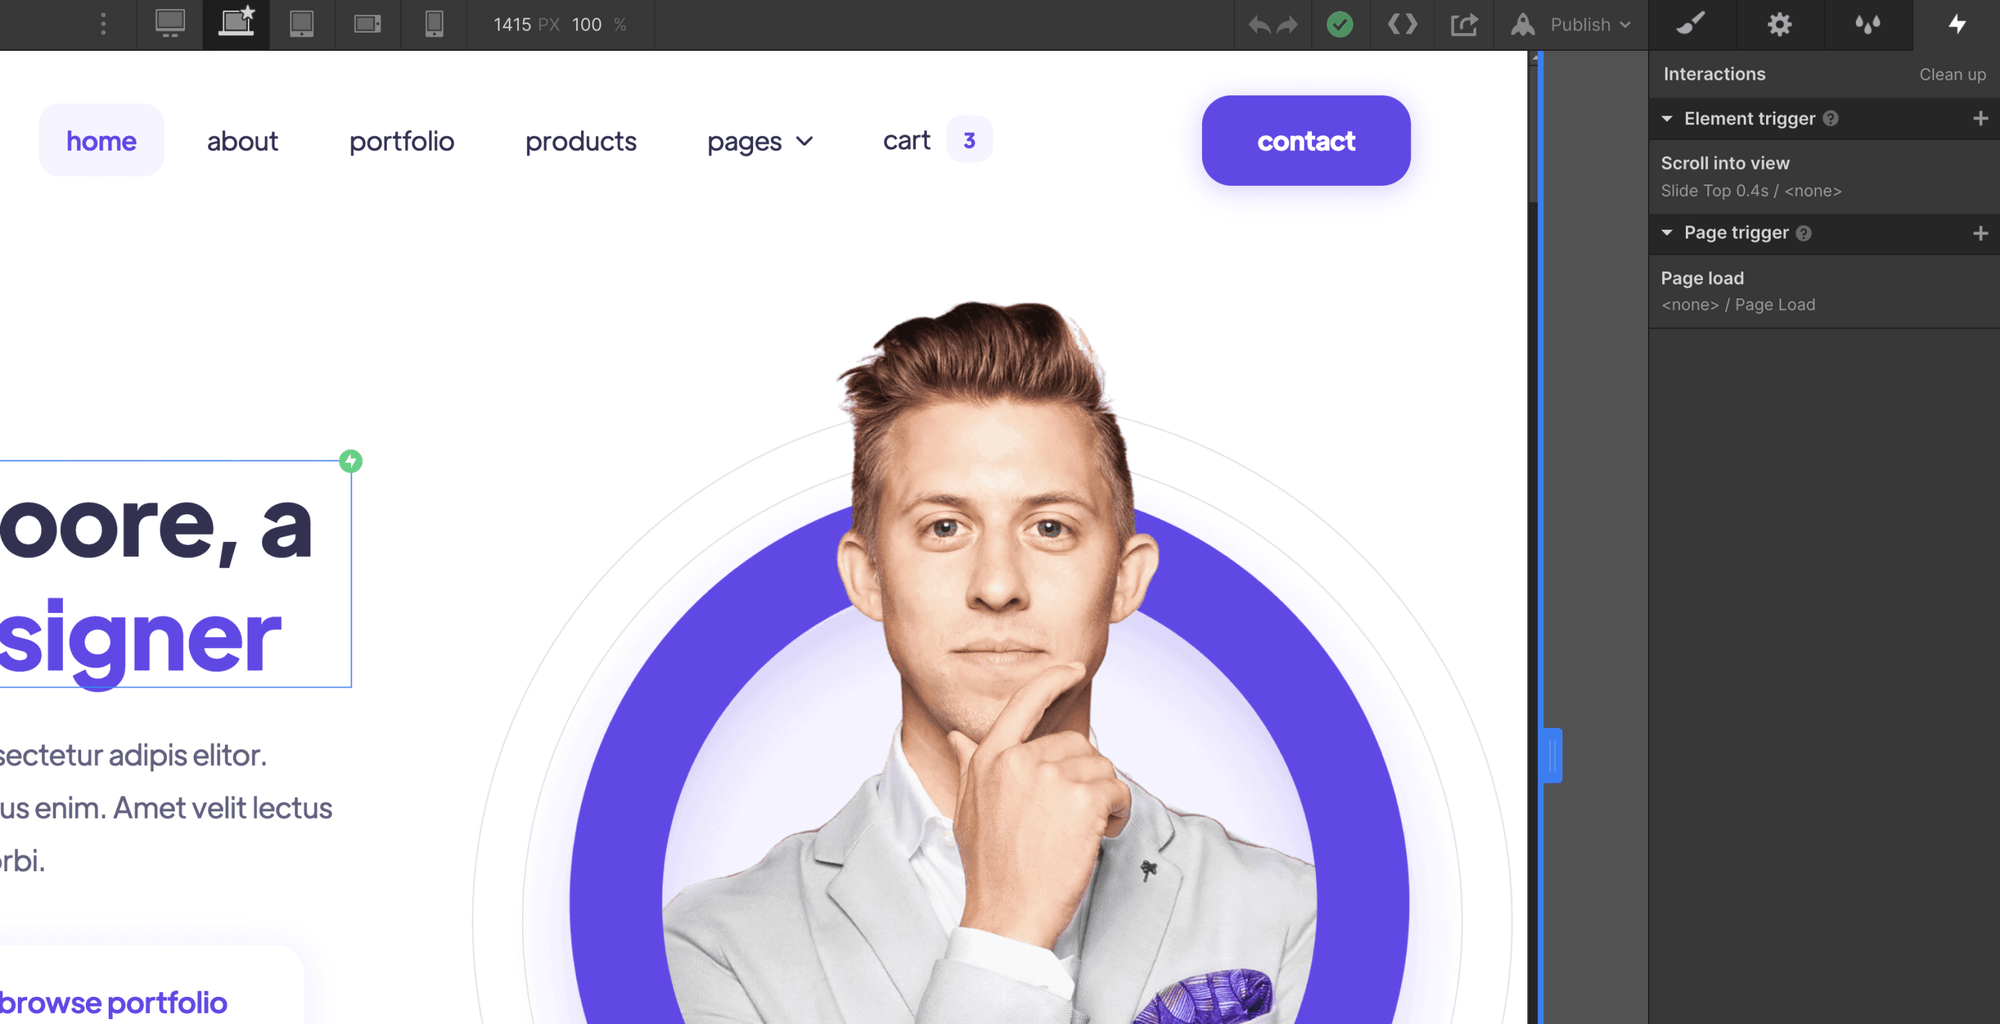 1415 PX 100 %
Publish
Interactions
Clean up
home
about
portfolio
products
pages
cart
3
contact
Element trigger
Scroll into view
Slide Top 0.4s / <none>
Page trigger
Page load
<none> / Page Load
oore, a
signer
sectetur adipis elitor.
us enim. Amet velit lectus
rbi.
browse portfolio